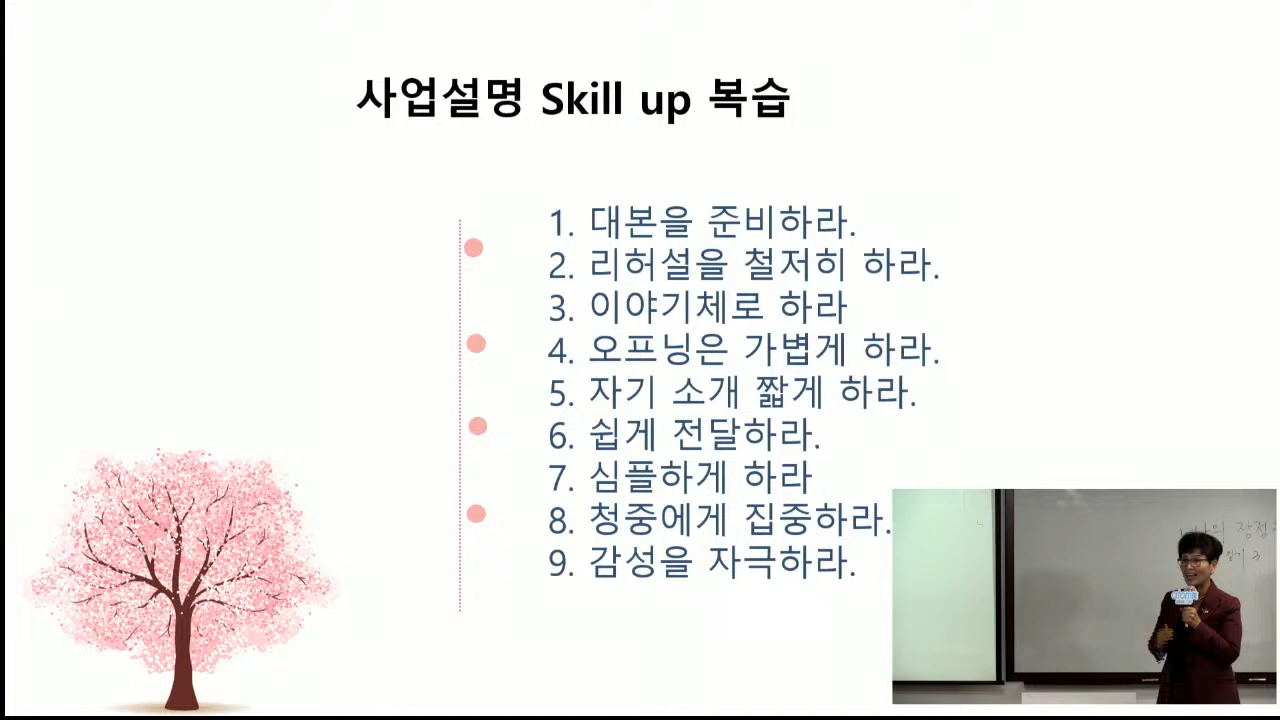 사업설명 Skill up 복습
1. 대본을 준비하라.
2. 리허설을 철저히 하라.
3. 이야기체로 하라
4. 오프닝은 가볍게 하라.
5. 자기 소개 짧게 하라.
6. 쉽게 전달하라.
7. 심플하게 하라
8. 청중에게 집중하라.
9. 감성을 자극하라.